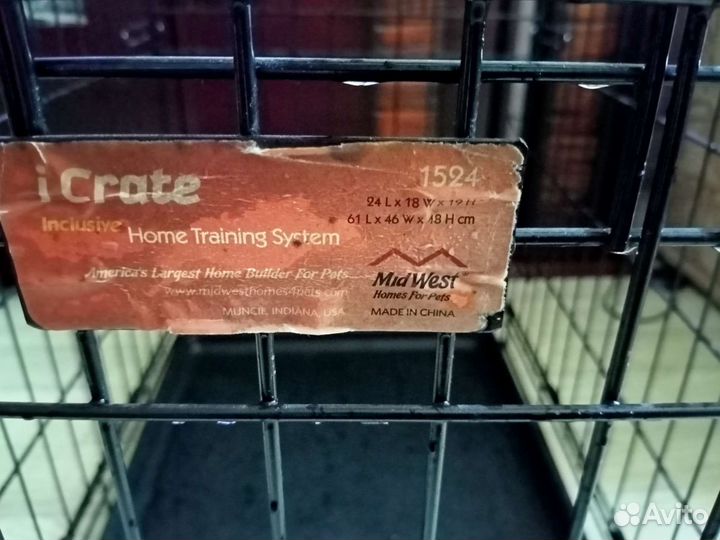 iCrate
1524
24 L x 18 W x 19 H
61 L x 46 W x 48 H cm
Inclusive Home Training System
America's Largest Home Builder For Pets
www.midwesthomes4pets.com
MUNCIE, INDIANA, USA
MidWest®
Homes For Pets
MADE IN CHINA
Avito